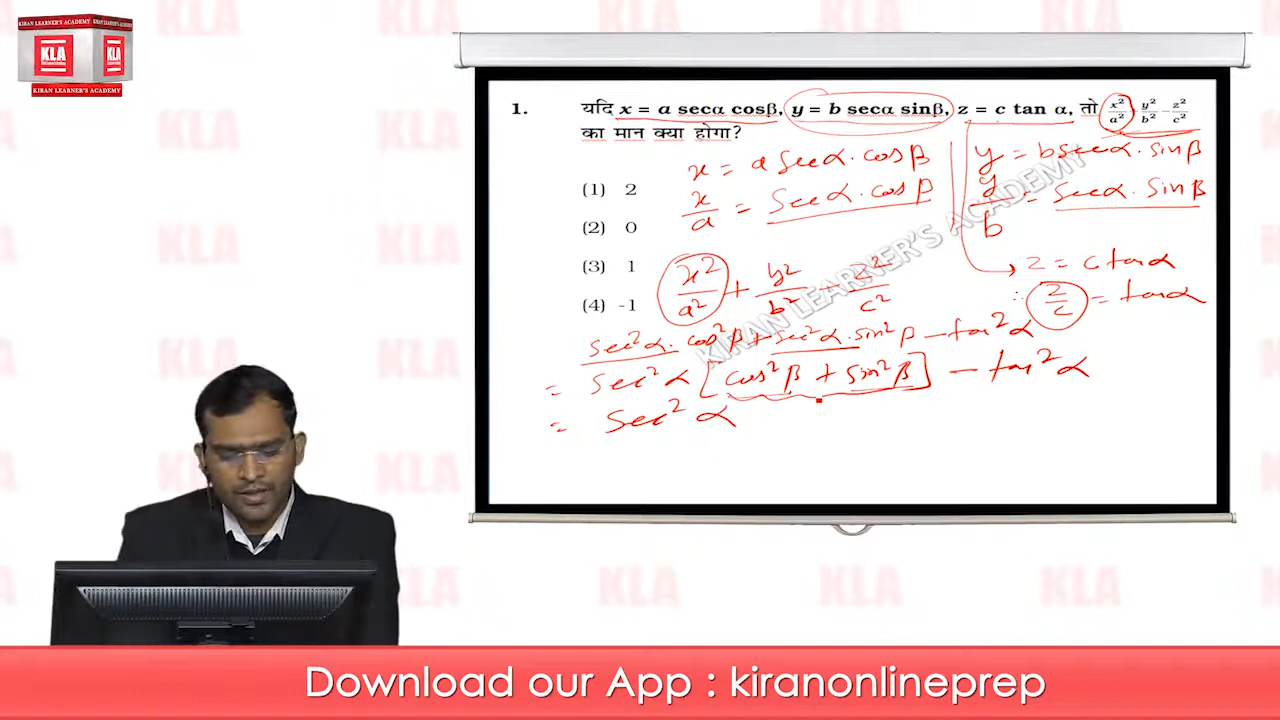 KIRAN LEARNER'S ACADEMY
KLA
KLA
KIRAN LEARNER'S ACADEMY
1. यदि x = a secα cosβ, y = b secα sinβ, z = c tan α, तो x²/a² + y²/b² - z²/c²
का मान क्या होगा?
(1) 2
(2) 0
(3) 1
(4) -1
x = a secα . cosβ
x/a = secα . cosβ
y = b secα . sinβ
y/b = secα . sinβ
z = c tanα
∴ z/c = tanα
x²/a² + y²/b² + z²/c²
sec²α . cos²β + sec²α . sin²β - tan²α
= sec²α [cos²β + sin²β] - tan²α
= sec²α
KIRAN LEARNER'S ACADEMY
Download our App : kiranonlineprep